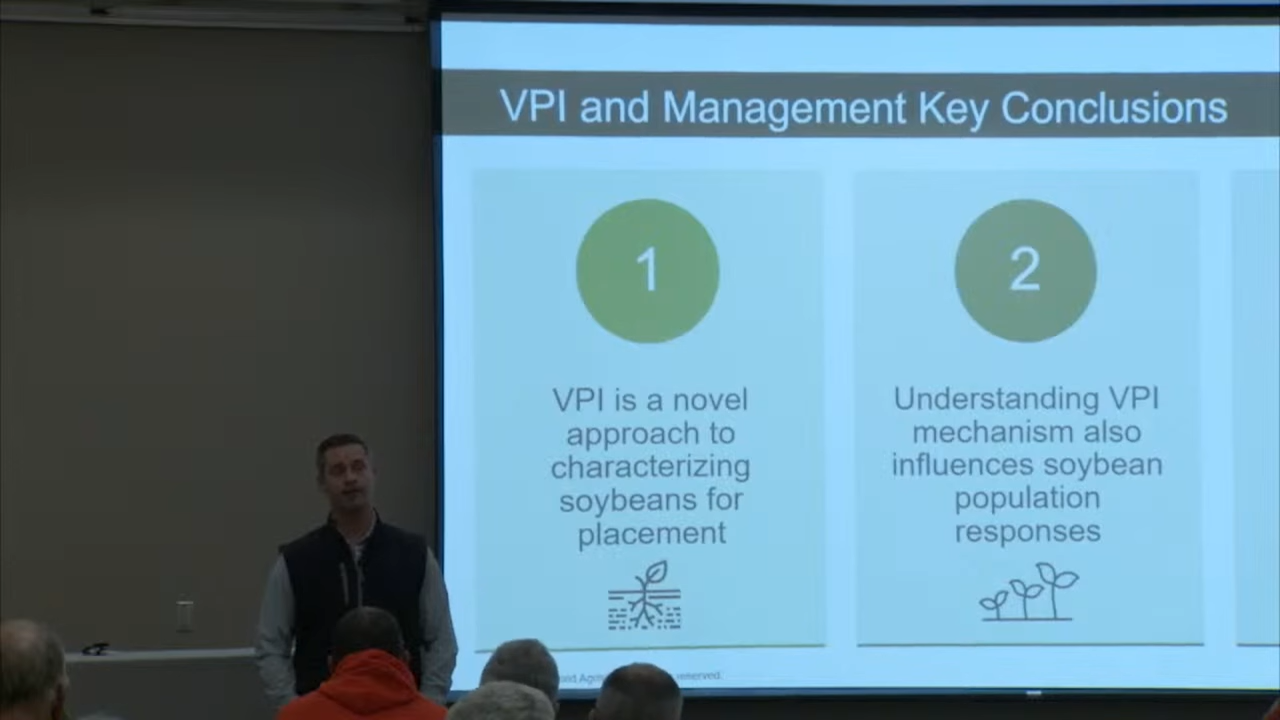 VPI and Management Key Conclusions
1
VPI is a novel
approach to
characterizing
soybeans for
placement
2
Understanding VPI
mechanism also
influences soybean
population
responses
reserved.